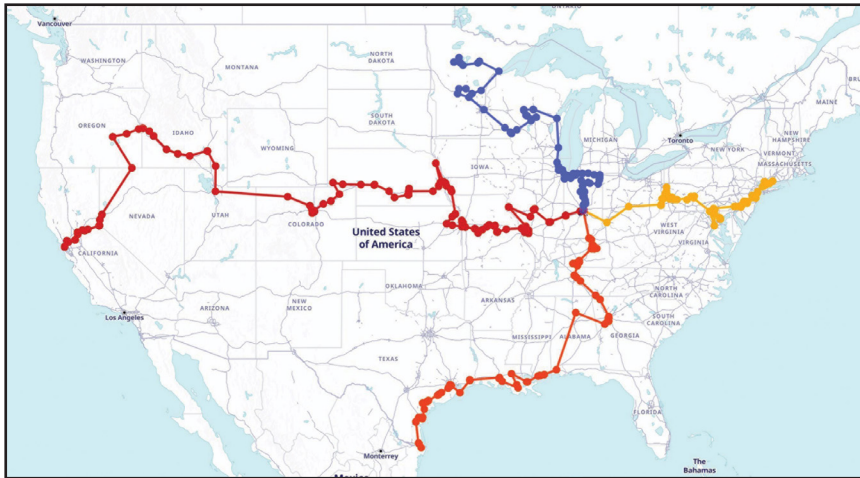 ONTARIO
Vancouver
WASHINGTON
MONTANA
NORTH
DAKOTA
MAINE
OREGON
IDAHO
SOUTH
DAKOTA
MICHIGAN
Toronto
NEW YORK
NEW
HAMPSHIRE
VERMONT
MASSACHUSETTS
WYOMING
IOWA
NEVADA
UTAH
COLORADO
United States
of America
WEST
VIRGINIA
VIRGINIA
CALIFORNIA
Los Angeles
ARIZONA
NEW
MEXICO
OKLAHOMA
ARKANSAS
NORTH
CAROLINA
SOUTH
CAROLINA
MISSISSIPPI
ALABAMA
GEORGIA
TEXAS
FLORIDA
Monterrey
The
Bahamas